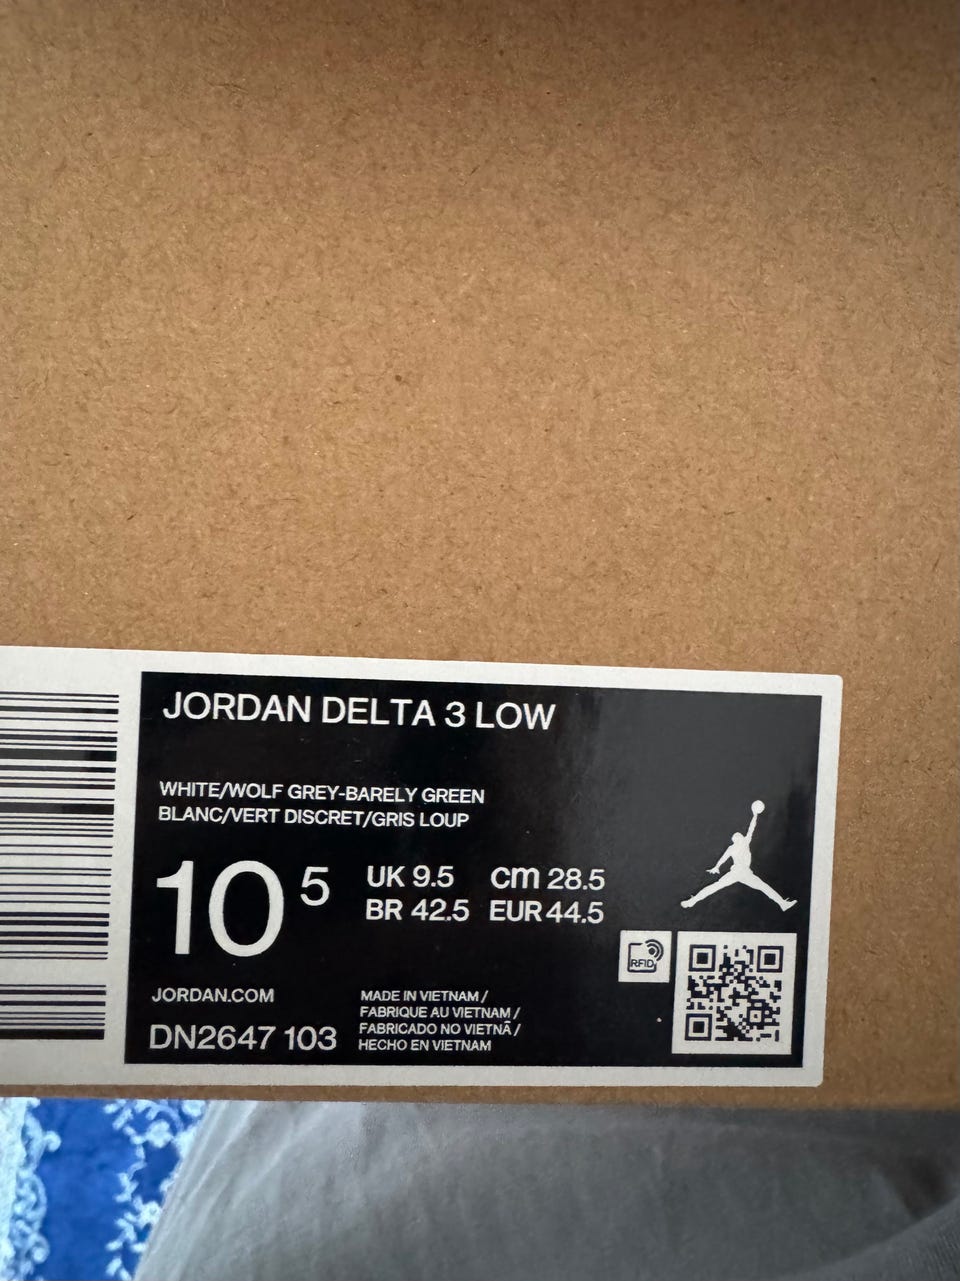 JORDAN DELTA 3 LOW
WHITE/WOLF GREY-BARELY GREEN
BLANC/VERT DISCRET/GRIS LOUP
10 5
UK 9.5 cm 28.5
BR 42.5 EUR 44.5
RFID
JORDAN.COM
DN2647 103
MADE IN VIETNAM /
FABRIQUE AU VIETNAM /
FABRICADO NO VIETNÃ /
HECHO EN VIETNAM